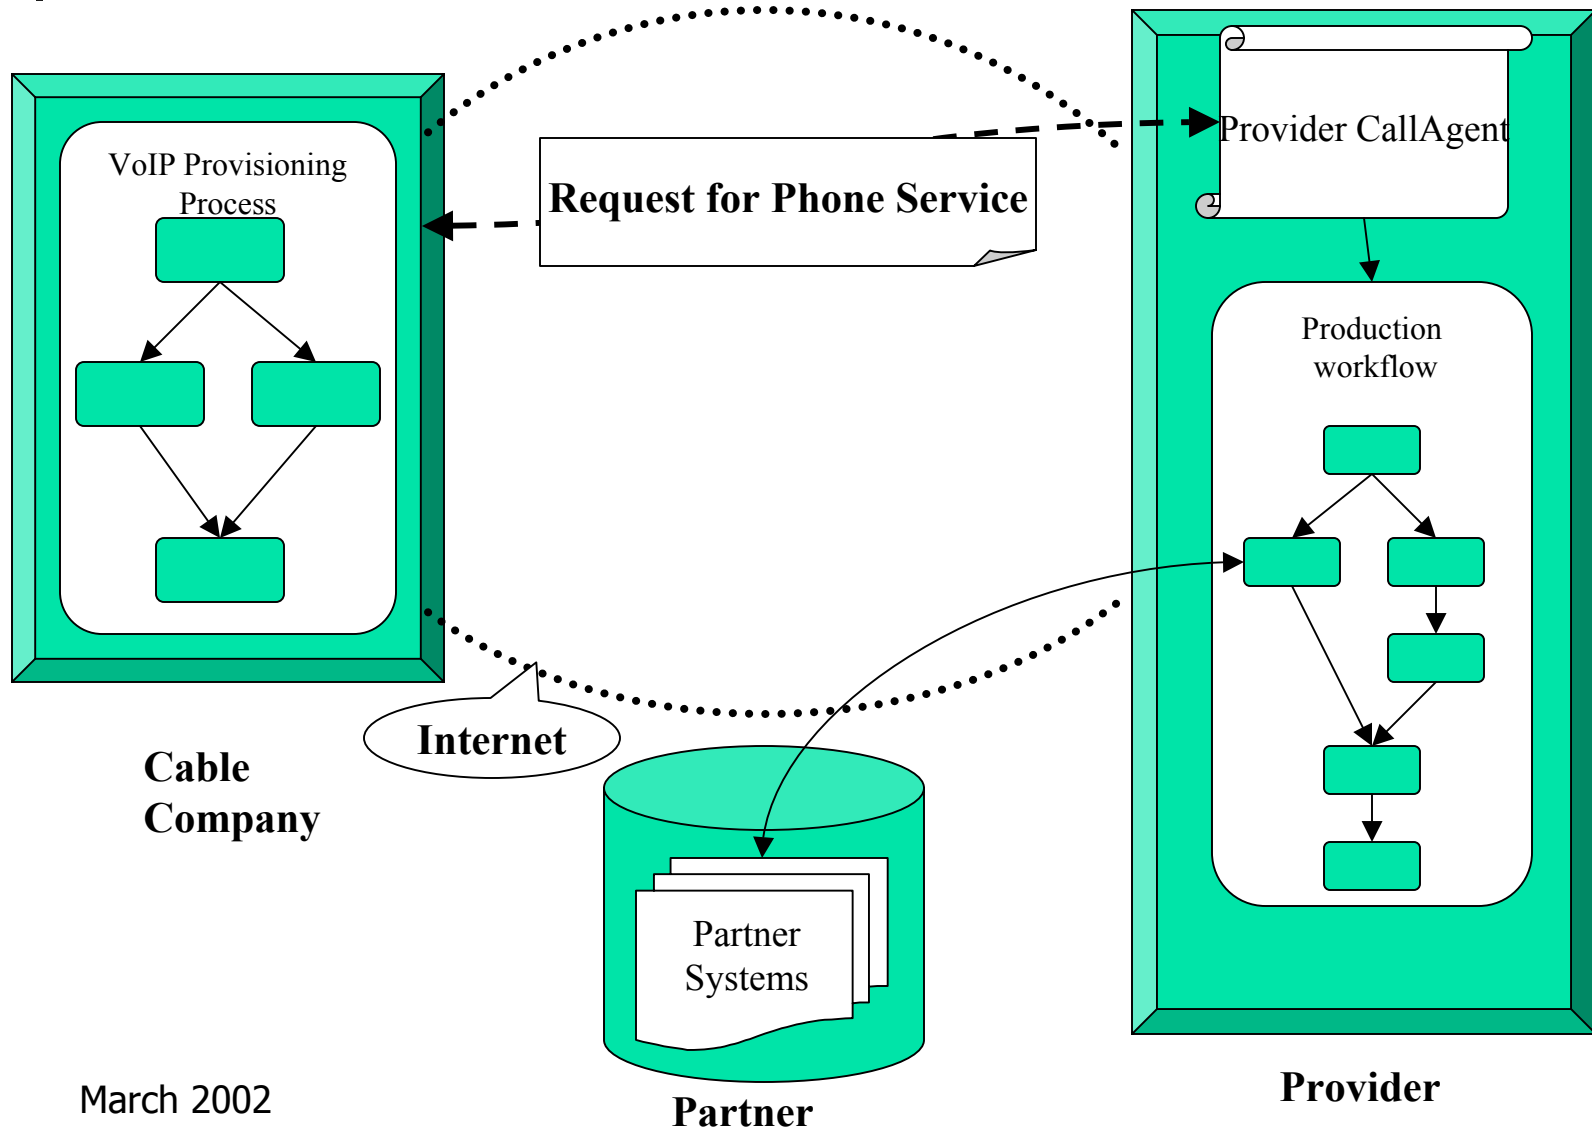 VoIP Provisioning
Process
Request for Phone Service
Provider CallAgent
Production
workflow
Internet
Cable
Company
Partner
Systems
March 2002
Partner
Provider